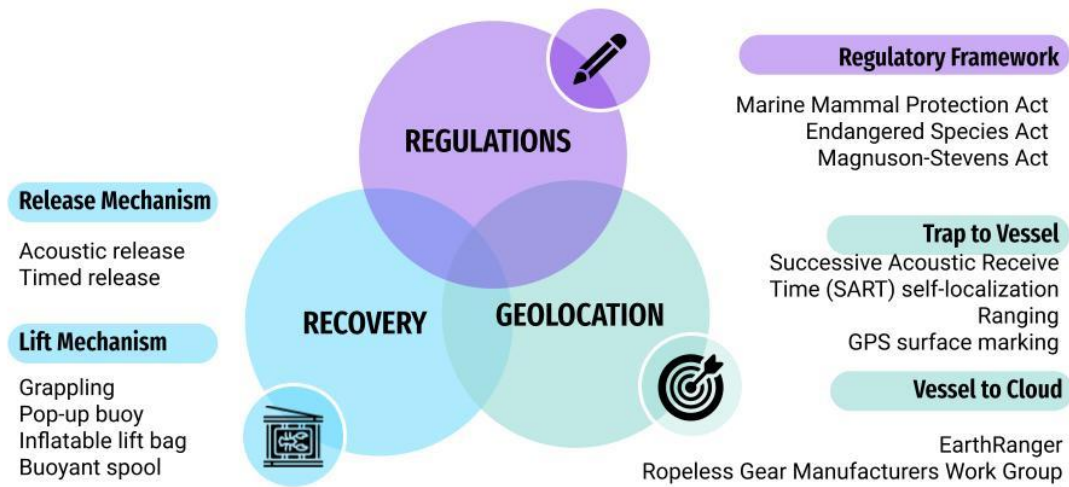 REGULATIONS
RECOVERY
GEOLOCATION
Release Mechanism
Acoustic release
Timed release
Lift Mechanism
Grappling
Pop-up buoy
Inflatable lift bag
Buoyant spool
Regulatory Framework
Marine Mammal Protection Act
Endangered Species Act
Magnuson-Stevens Act
Trap to Vessel
Successive Acoustic Receive
Time (SART) self-localization
Ranging
GPS surface marking
Vessel to Cloud
EarthRanger
Ropeless Gear Manufacturers Work Group